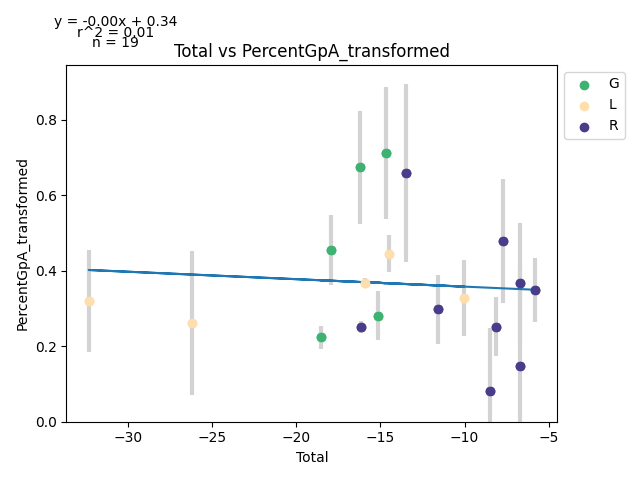 y = -0.00x + 0.34
r^2 = 0.01
n = 19
Total vs PercentGpA_transformed
G
L
R
PercentGpA_transformed
0.8
0.6
0.4
0.2
0.0
−30
−25
−20
−15
−10
−5
Total